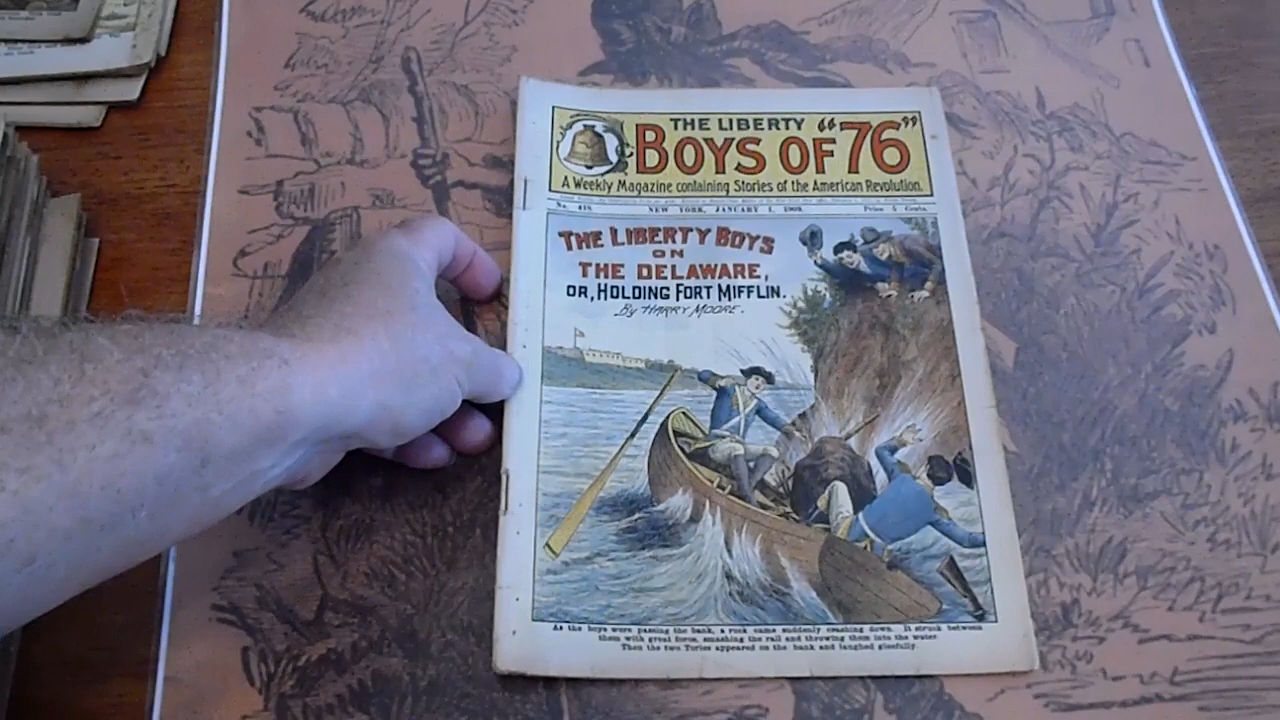 THE LIBERTY
BOYS OF "76"
A Weekly Magazine containing Stories of the American Revolution.
NEW YORK, JANUARY 1, 1909. Price 5 Cents.
THE LIBERTY BOYS
ON
THE DELAWARE,
OR, HOLDING FORT MIFFLIN.
By HARRY MOORE.
As the boys were passing the bank, a rock came suddenly crashing down. It struck between
them with great force, smashing the rail and throwing them into the water.
Then the two Tories appeared on the bank and laughed gleefully.